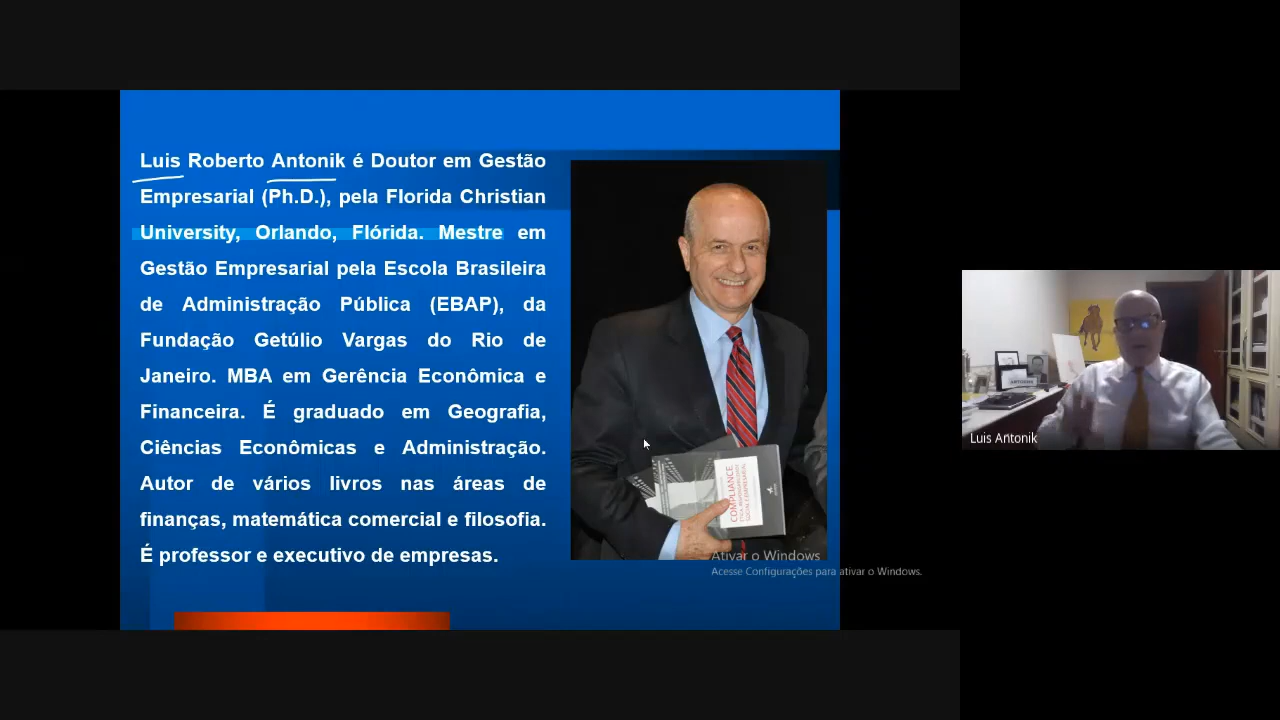 Luis Roberto Antonik é Doutor em Gestão
Empresarial (Ph.D.), pela Florida Christian
University, Orlando, Flórida. Mestre em
Gestão Empresarial pela Escola Brasileira
de Administração Pública (EBAP), da
Fundação Getúlio Vargas do Rio de
Janeiro. MBA em Gerência Econômica e
Financeira. É graduado em Geografia,
Ciências Econômicas e Administração.
Autor de vários livros nas áreas de
finanças, matemática comercial e filosofia.
É professor e executivo de empresas.
COMPLIANCE
Ativar o Windows
Acesse Configurações para ativar o Windows.
Luis Antonik